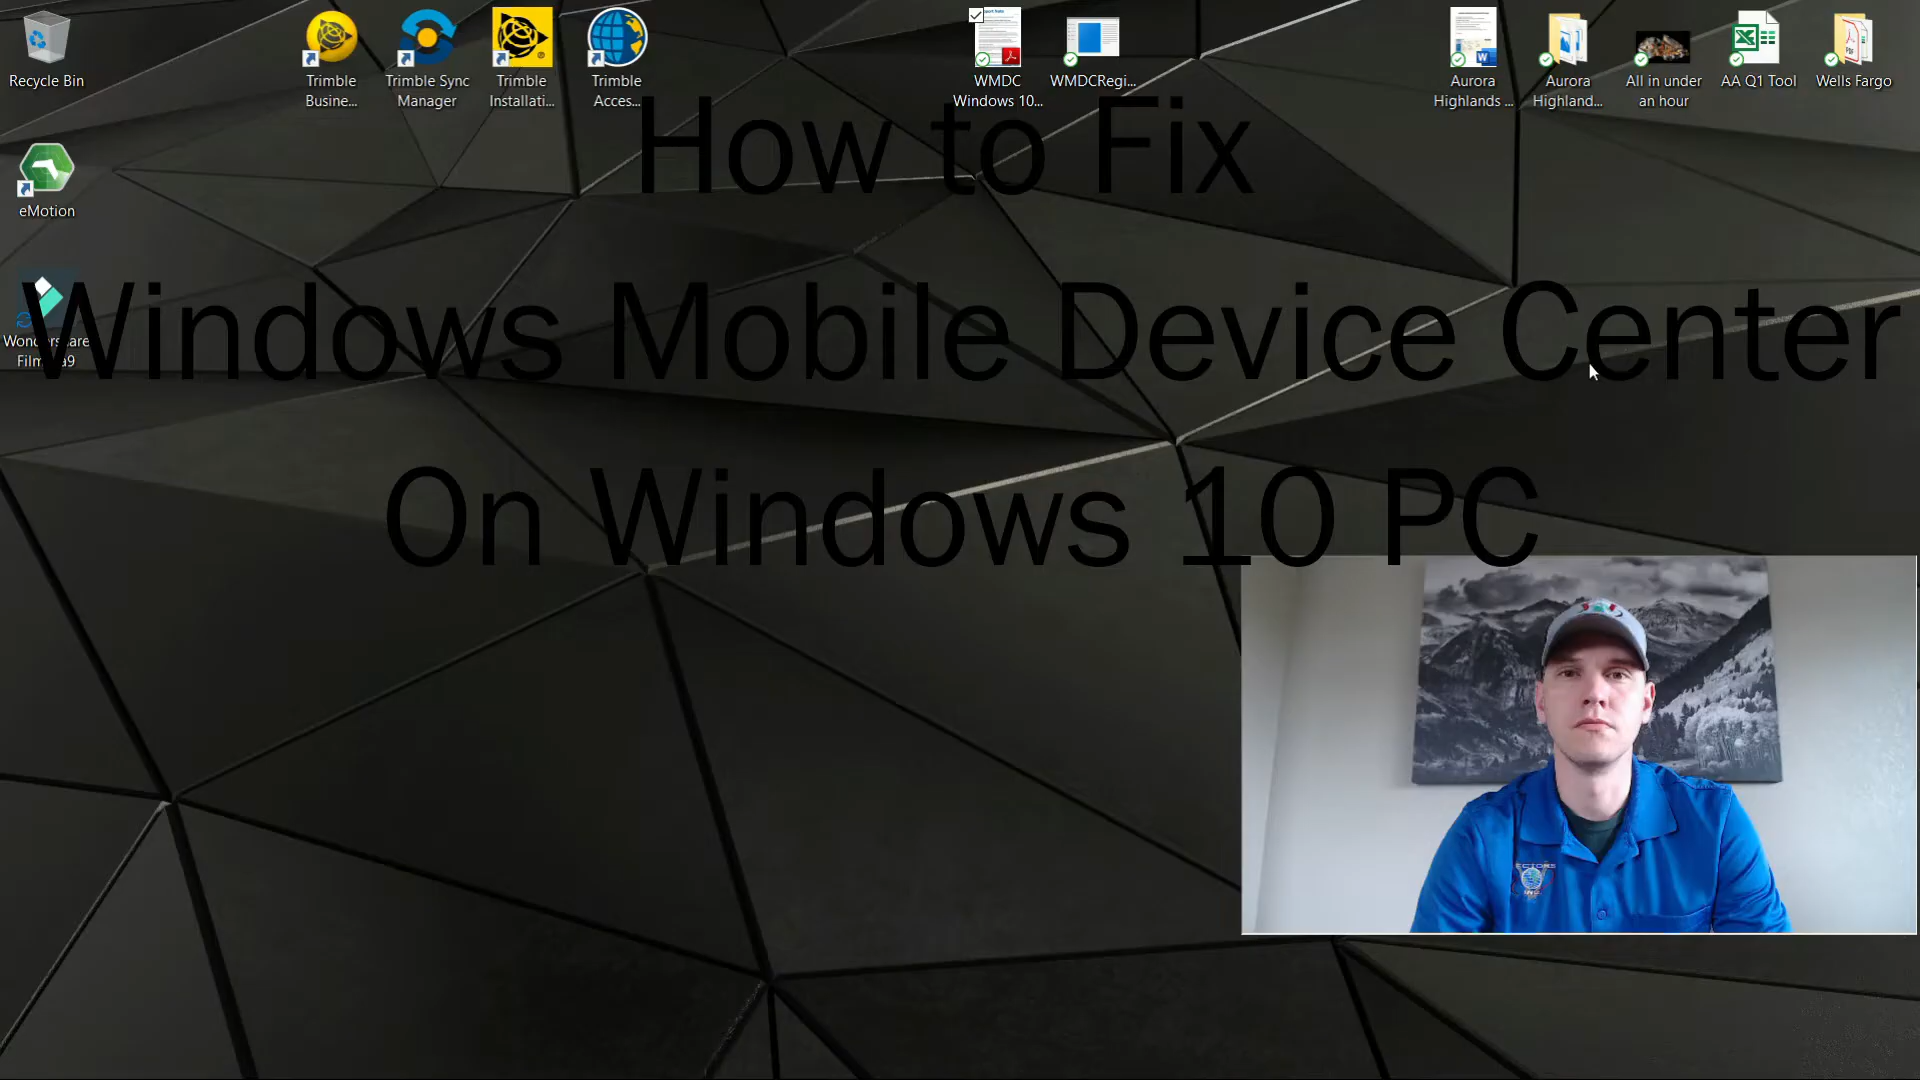 Recycle Bin
Trimble
Busine...
Trimble Sync
Manager
Trimble
Installati...
Trimble
Acces...
WMDC
Windows 10...
WMDCRegi...
Aurora
Highlands ...
Aurora
Highland...
All in under
an hour
AA Q1 Tool
Wells Fargo
How to Fix
eMotion
Windows Mobile Device Center
On Windows 10 PC